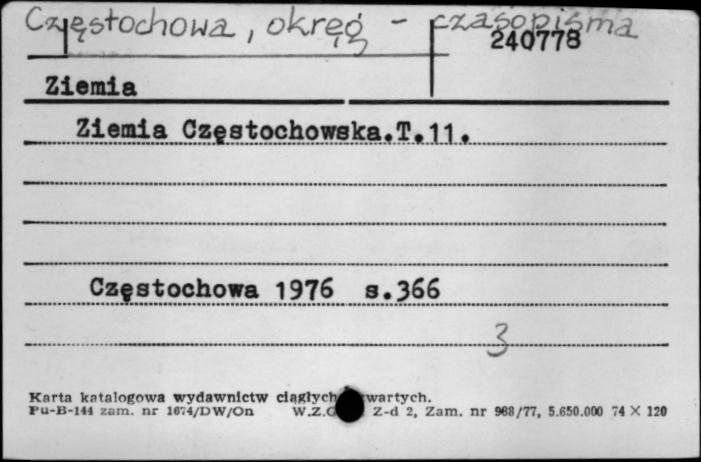 Częstochowa, okręg - czasopisma
240778
Ziemia
Ziemia Częstochowska.T.11.
Częstochowa 1976 s.366
3
Karta katalogowa wydawnictw ciągłych wartych.
Pu-B-144 zam. nr 1674/DW/On W.Z.G Z-d 2, Zam. nr 968/77, 5.650.000 74 X 120